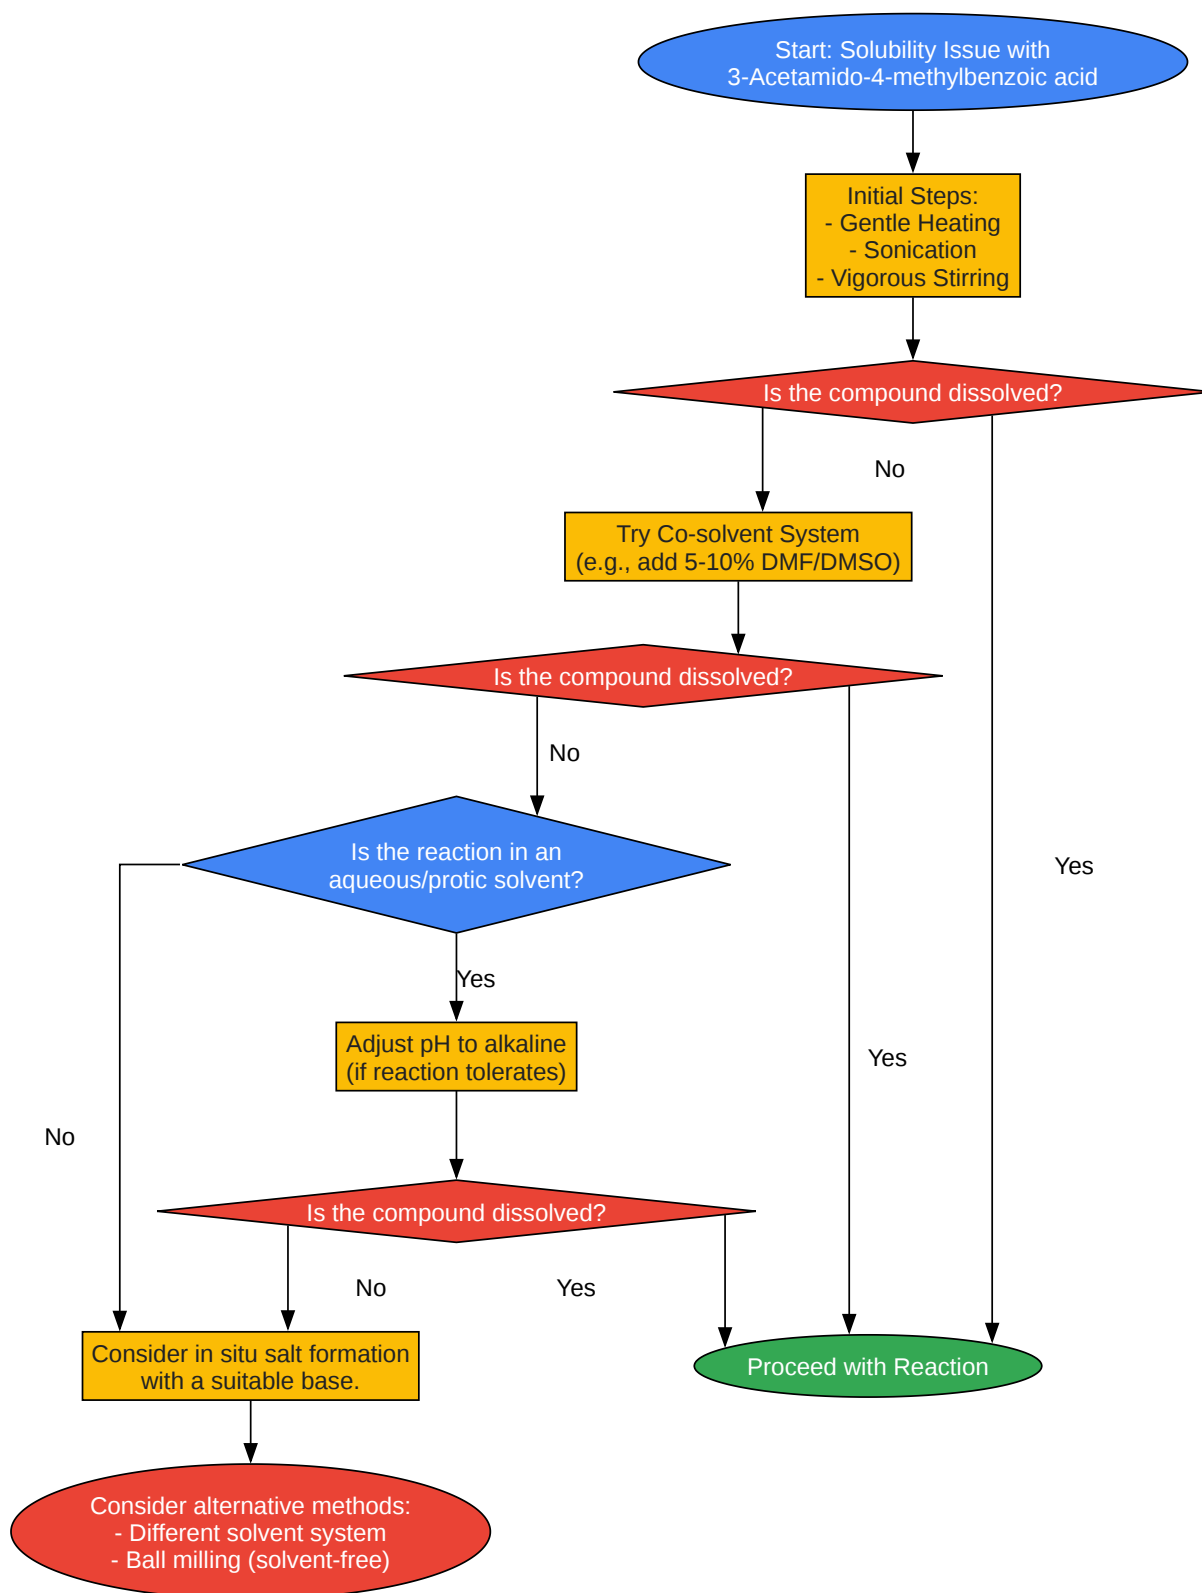 Start: Solubility Issue with
3-Acetamido-4-methylbenzoic acid
Initial Steps:
- Gentle Heating
- Sonication
- Vigorous Stirring
Is the compound dissolved?
No
Try Co-solvent System
(e.g., add 5-10% DMF/DMSO)
Is the compound dissolved?
No
Is the reaction in an
aqueous/protic solvent?
Yes
Yes
Adjust pH to alkaline
(if reaction tolerates)
Yes
No
Is the compound dissolved?
No
Yes
Consider in situ salt formation
with a suitable base.
Proceed with Reaction
Consider alternative methods:
- Different solvent system
- Ball milling (solvent-free)